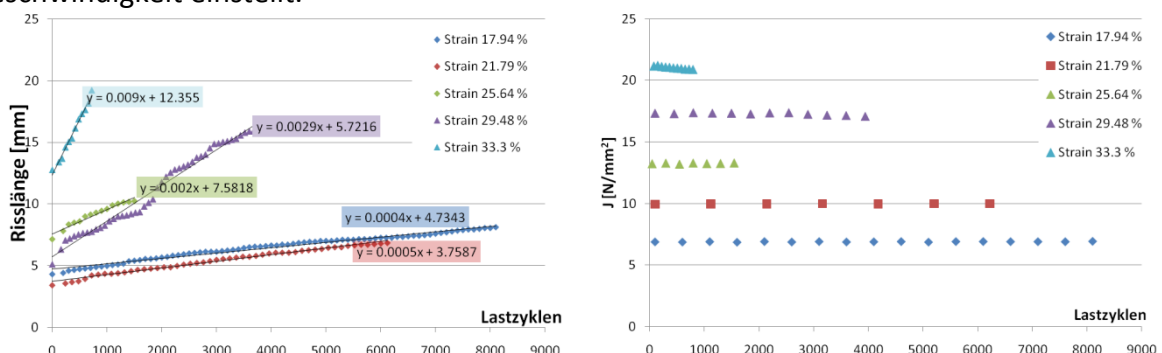 schwindigkeit einstellt.
25
20
15
10
5
0
Risslänge [mm]
0 1000 2000 3000 4000 5000 6000 7000 8000 9000
Lastzyklen
Strain 17.94 %
Strain 21.79 %
Strain 25.64 %
Strain 29.48 %
Strain 33.3 %
y = 0.009x + 12.355
y = 0.0029x + 5.7216
y = 0.002x + 7.5818
y = 0.0004x + 4.7343
y = 0.0005x + 3.7587
25
20
15
10
5
0
J [N/mm²]
0 1000 2000 3000 4000 5000 6000 7000 8000 9000
Lastzyklen
Strain 17.94 %
Strain 21.79 %
Strain 25.64 %
Strain 29.48 %
Strain 33.3 %